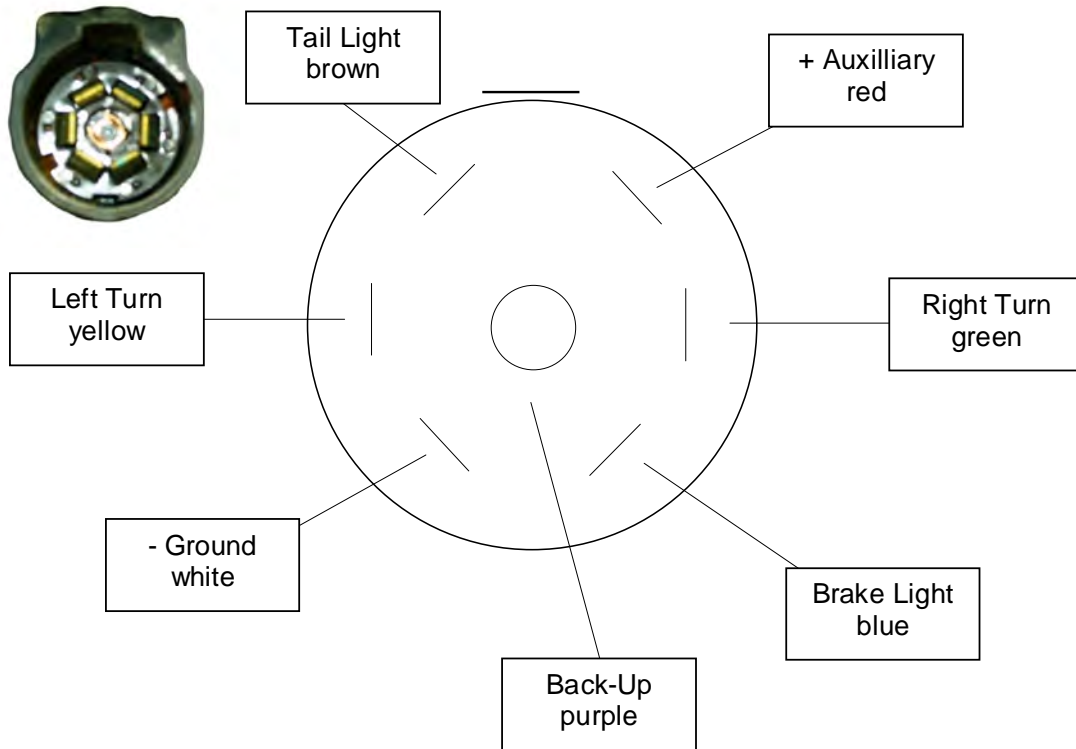 Tail Light
brown
+ Auxilliary
red
Left Turn
yellow
Right Turn
green
- Ground
white
Brake Light
blue
Back-Up
purple